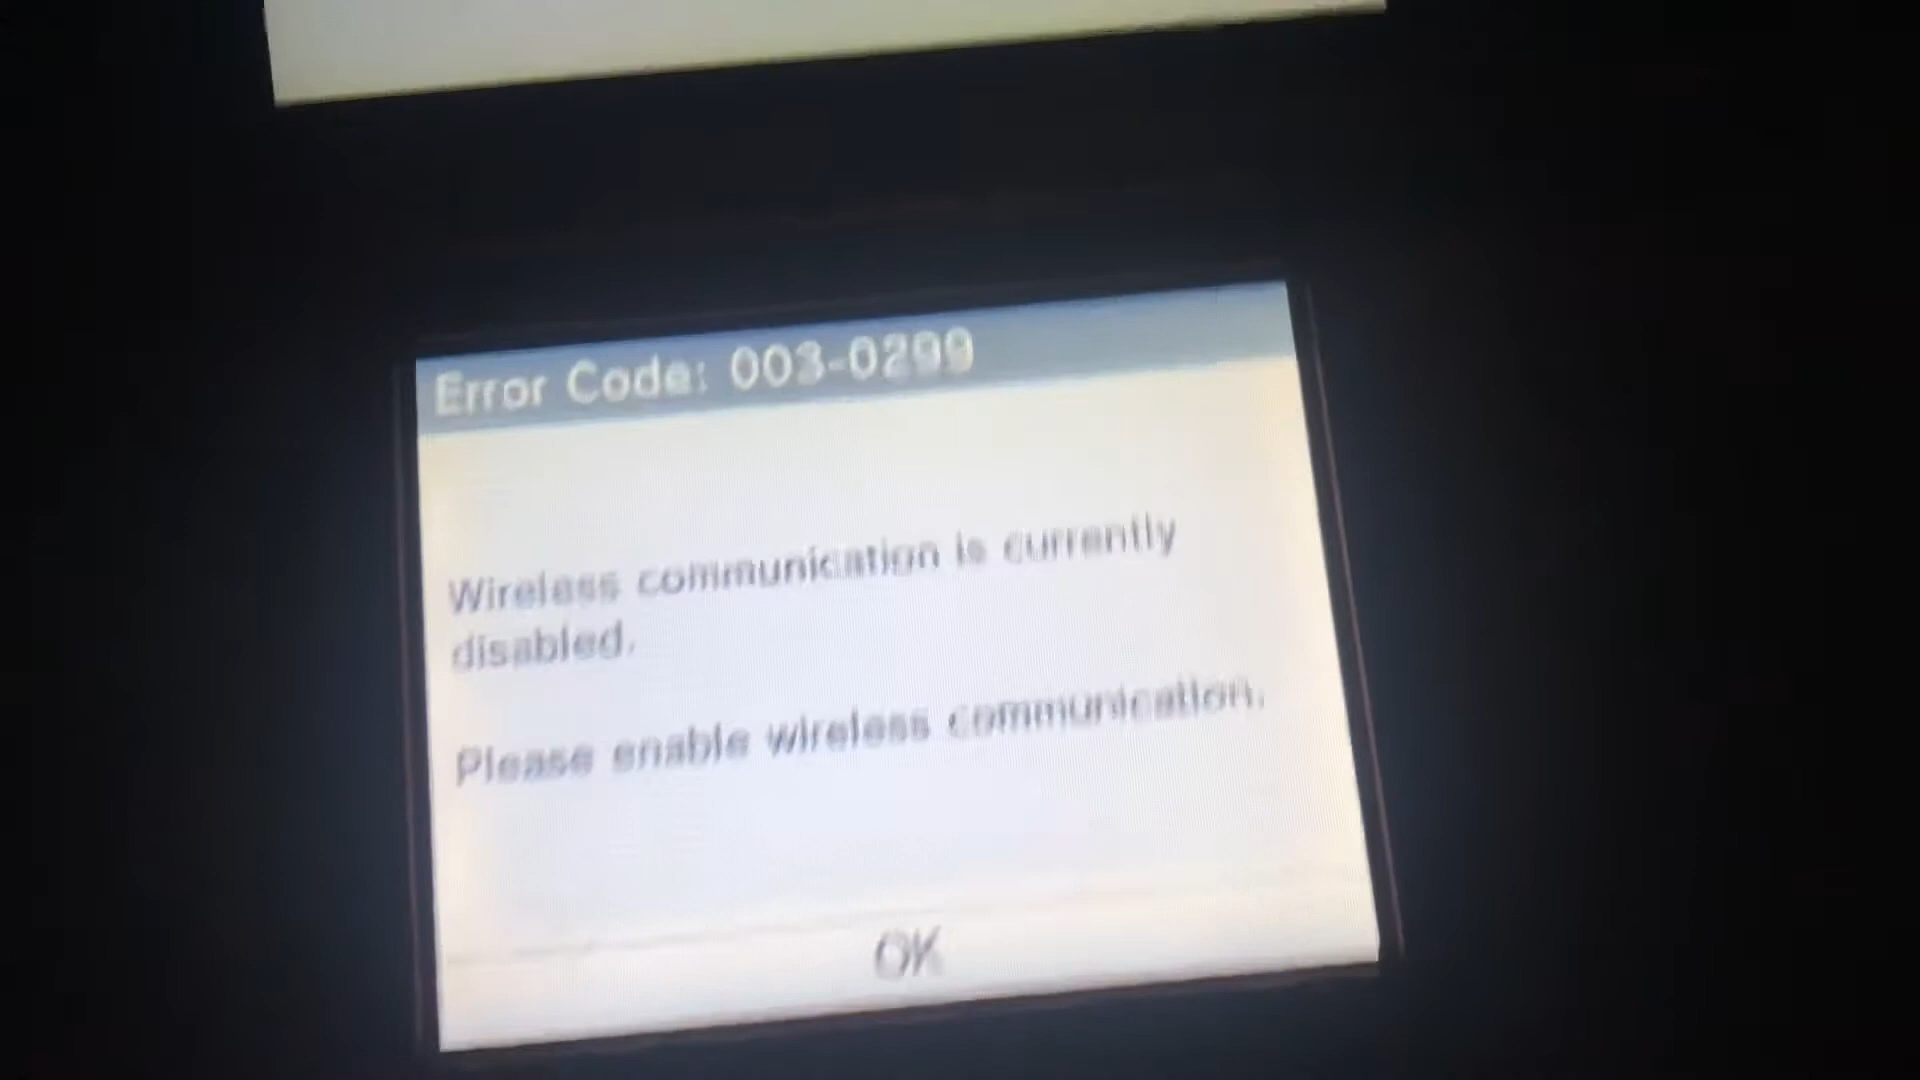 Error Code: 003-0299
Wireless communication is currently
disabled.
Please enable wireless communication.
OK